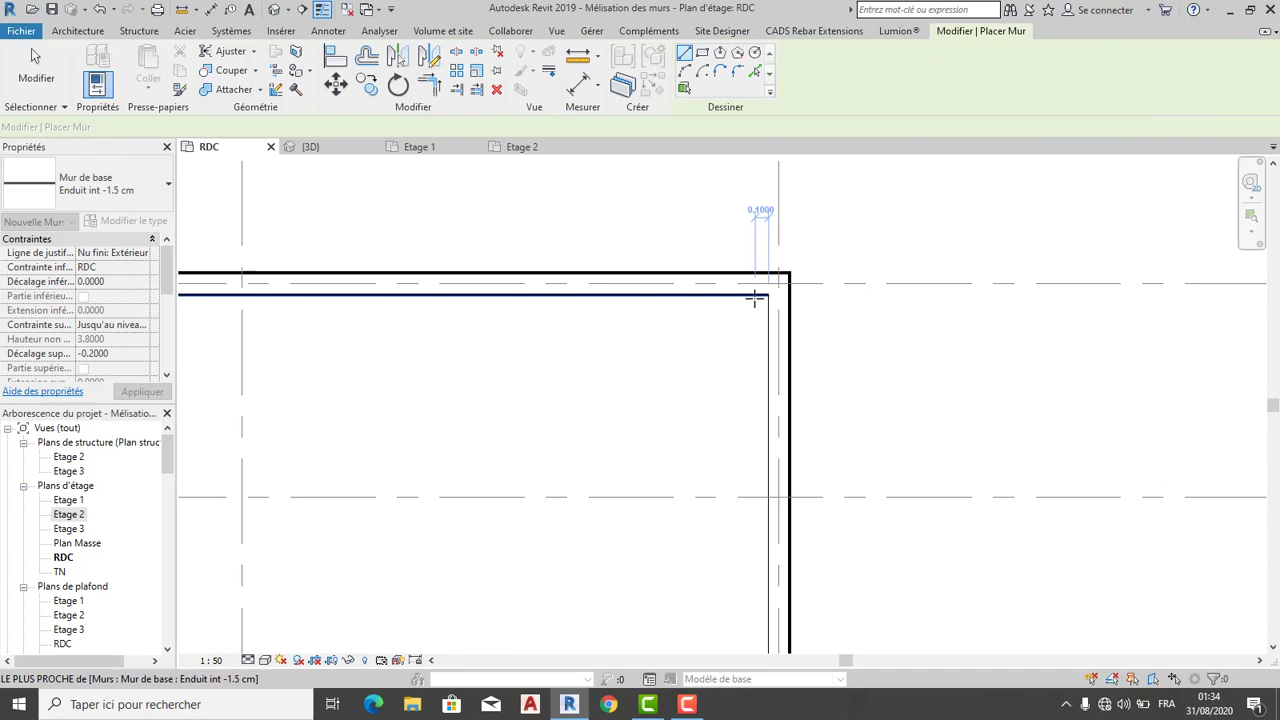 Autodesk Revit 2019 - Mélisation des murs - Plan d'étage: RDC
Entrez mot-clé ou expression
Se connecter
Fichier
Architecture
Structure
Acier
Systèmes
Insérer
Annoter
Analyser
Volume et site
Collaborer
Vue
Gérer
Compléments
Site Designer
CADS Rebar Extensions
Lumion®
Modifier | Placer Mur
Modifier
Coller
Ajuster
Couper
Attacher
Sélectionner
Propriétés
Presse-papiers
Géométrie
Modifier
Vue
Mesurer
Créer
Dessiner
Modifier | Placer Mur
Propriétés
RDC
{3D}
Etage 1
Etage 2
Mur de base
Enduit int -1.5 cm
Nouvelle Mur
Modifier le type
Contraintes
Ligne de justif... Nu fini: Extérieur
Contrainte inf... RDC
Décalage infér... 0.0000
Partie inférieu...
Extension infé... 0.0000
Contrainte su... Jusqu'au nivea...
Hauteur non ... 3.8000
Décalage sup... -0.2000
Partie supérie...
Aide des propriétés
Appliquer
Arborescence du projet - Mélisatio...
Vues (tout)
Plans de structure (Plan struc
Etage 2
Etage 3
Plans d'étage
Etage 1
Etage 2
Etage 3
Plan Masse
RDC
TN
Plans de plafond
Etage 1
Etage 2
Etage 3
RDC
0.1000
2D
1 : 50
LE PLUS PROCHE de [Murs : Mur de base : Enduit int -1.5 cm]
:0
Modèle de base
:0
Taper ici pour rechercher
FRA
01:34
31/08/2020